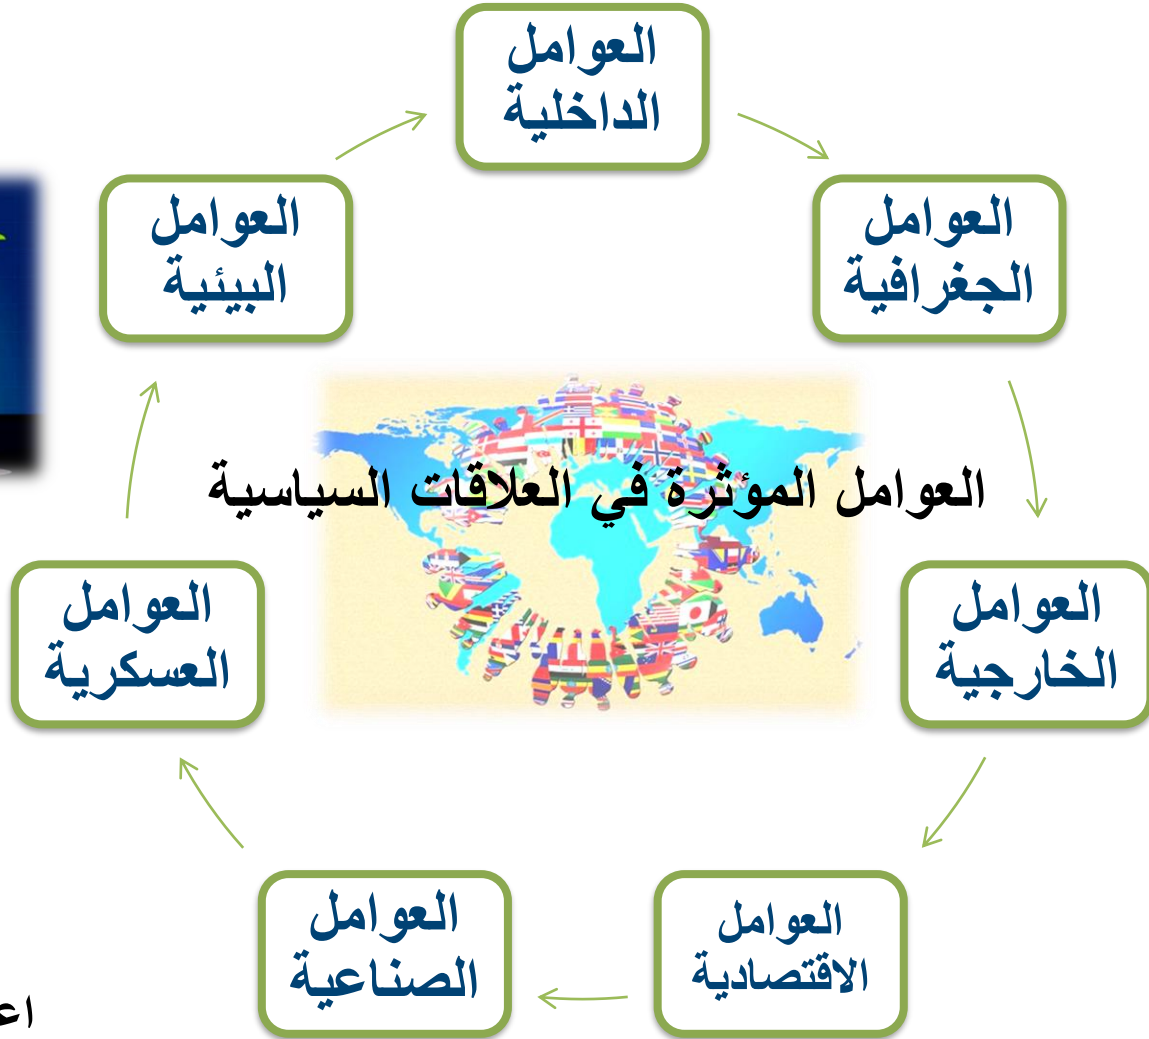 العوامل
الداخلية
العوامل
الجغرافية
العوامل
الخارجية
العوامل
الاقتصادية
العوامل
الصناعية
العوامل
العسكرية
العوامل
البيئية
العوامل المؤثرة في العلاقات السياسية